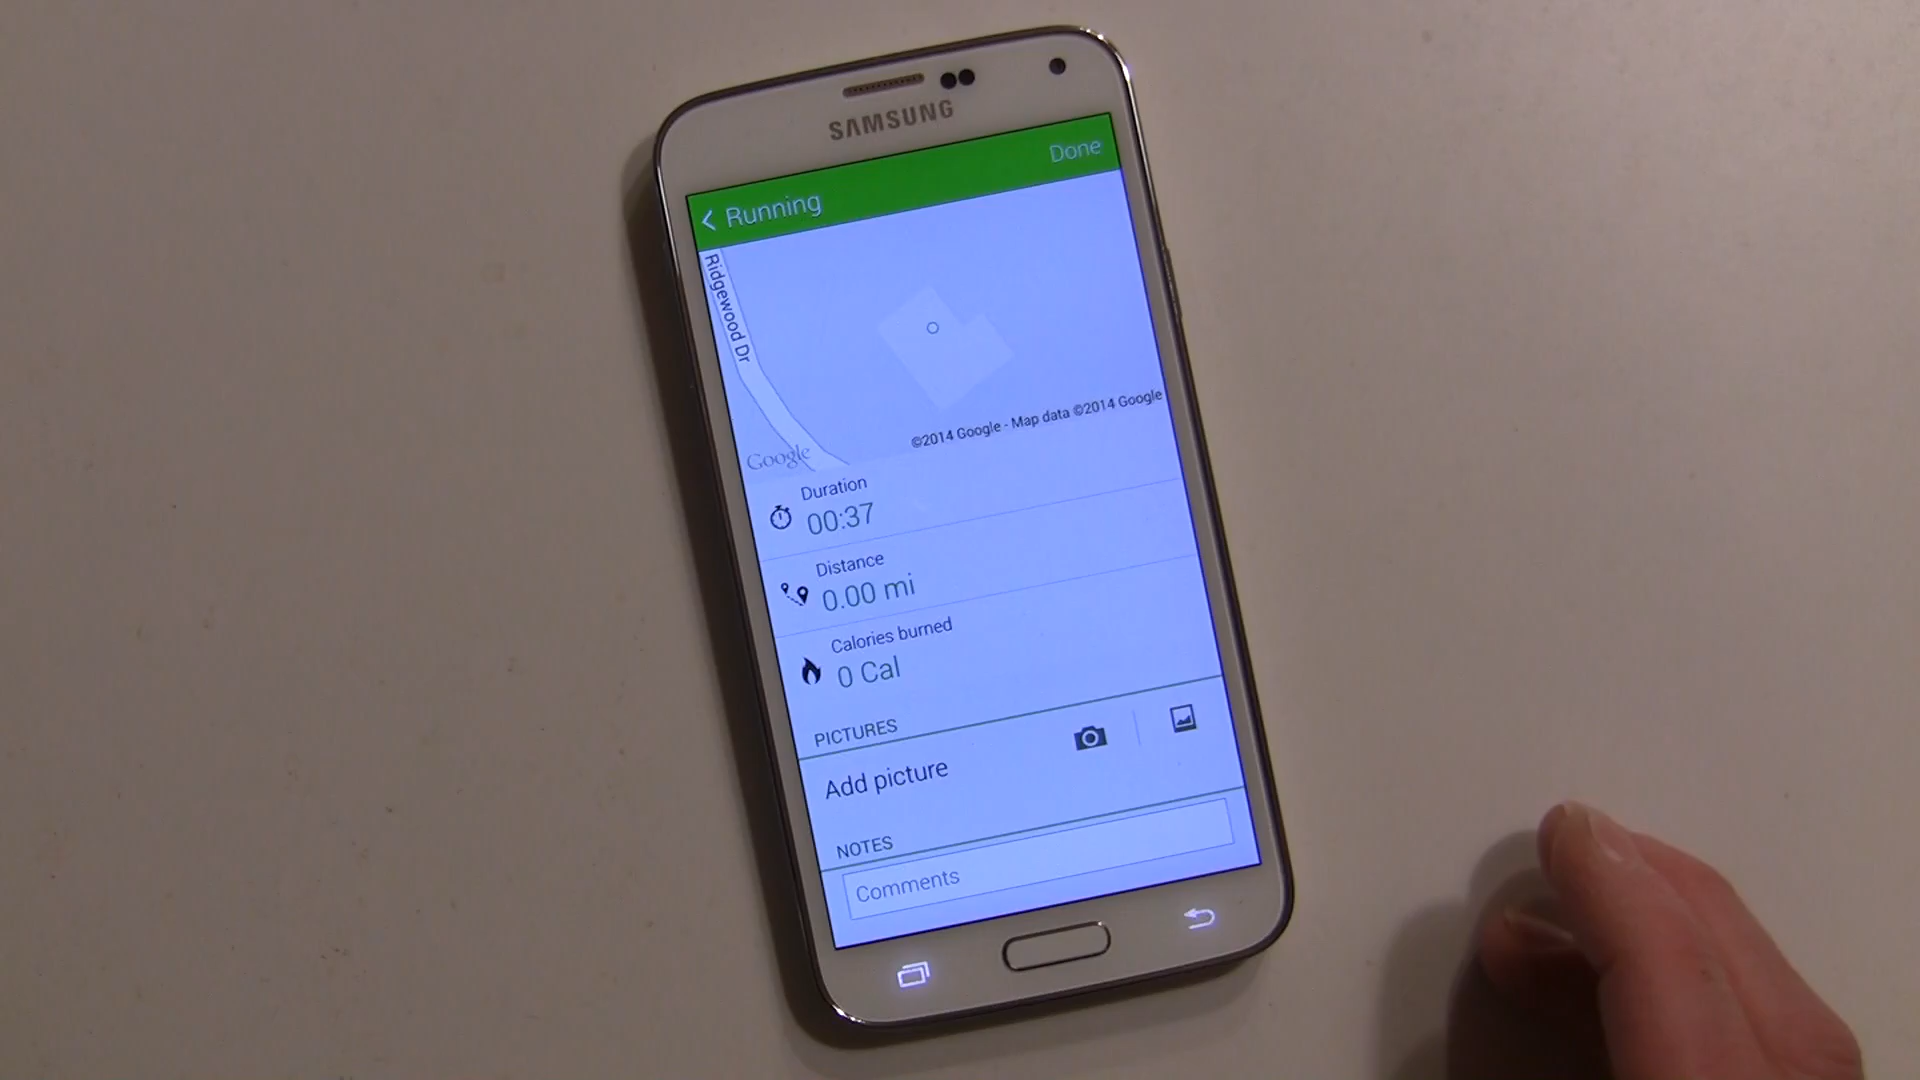 SAMSUNG
Running
Done
Ridgewood Dr
Google
©2014 Google - Map data ©2014 Google
Duration
00:37
Distance
0.00 mi
Calories burned
0 Cal
PICTURES
Add picture
NOTES
Comments